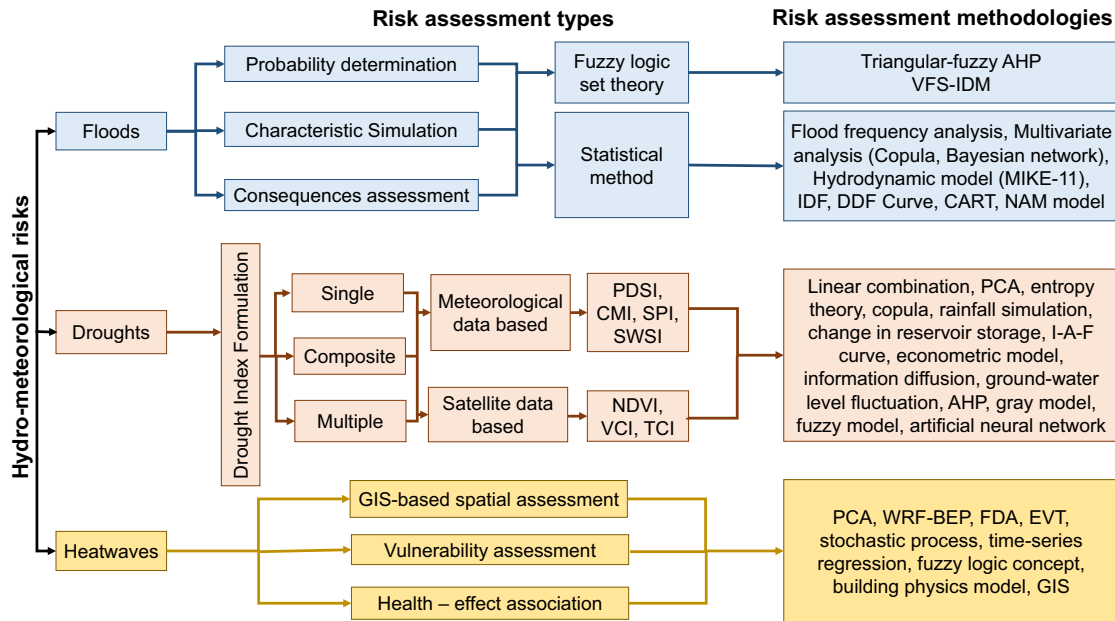 Risk assessment types
Risk assessment methodologies
Hydro-meteorological risks
Floods
Probability determination
Characteristic Simulation
Consequences assessment
Fuzzy logic
set theory
Statistical
method
Triangular-fuzzy AHP
VFS-IDM
Flood frequency analysis, Multivariate
analysis (Copula, Bayesian network),
Hydrodynamic model (MIKE-11),
IDF, DDF Curve, CART, NAM model
Droughts
Drought Index Formulation
Single
Composite
Multiple
Meteorological
data based
Satellite data
based
PDSI,
CMI, SPI,
SWSI
NDVI,
VCI, TCI
Linear combination, PCA, entropy
theory, copula, rainfall simulation,
change in reservoir storage, I-A-F
curve, econometric model,
information diffusion, ground-water
level fluctuation, AHP, gray model,
fuzzy model, artificial neural network
Heatwaves
GIS-based spatial assessment
Vulnerability assessment
Health – effect association
PCA, WRF-BEP, FDA, EVT,
stochastic process, time-series
regression, fuzzy logic concept,
building physics model, GIS